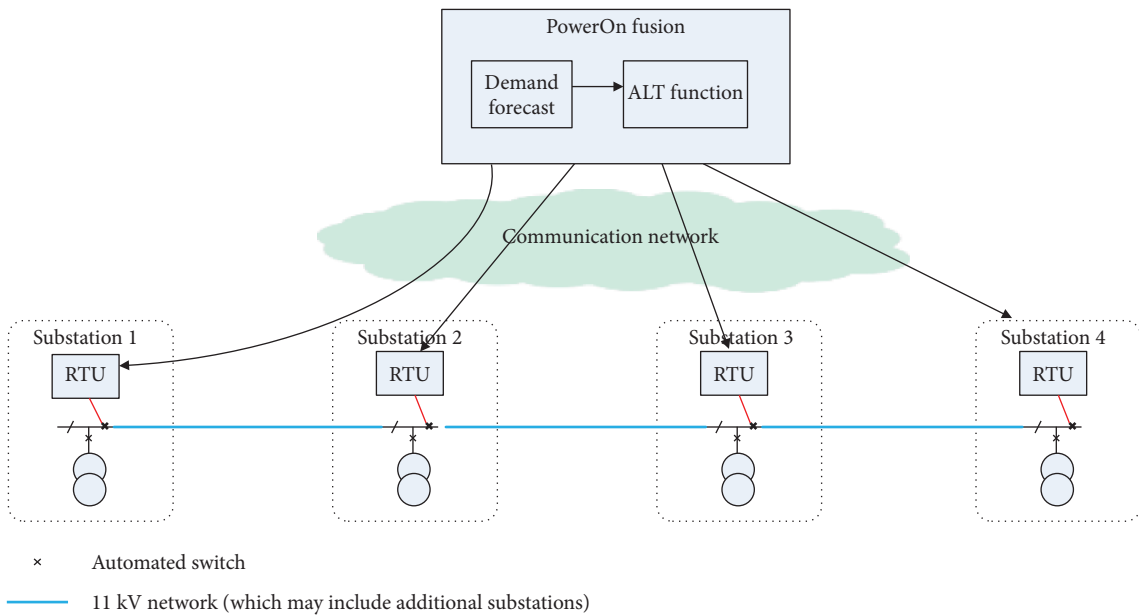 PowerOn fusion
Demand
forecast
ALT function
Communication network
Substation 1
Substation 2
Substation 3
Substation 4
RTU
RTU
RTU
RTU
Automated switch
11 kV network (which may include additional substations)